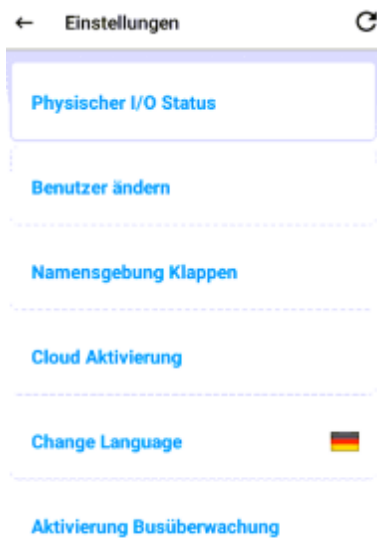 Einstellungen
Physischer I/O Status
Benutzer ändern
Namensgebung Klappen
Cloud Aktivierung
Change Language
Aktivierung Busüberwachung